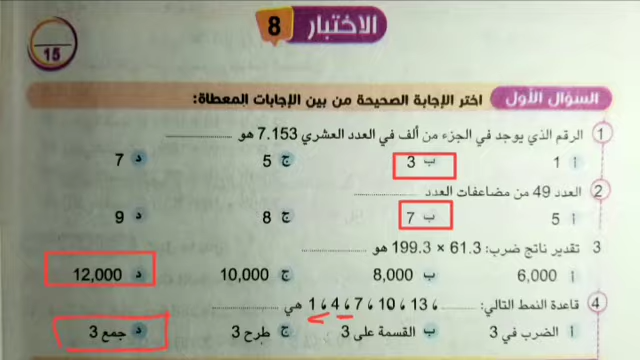 الاختبار 8
15
السؤال الأول اختر الإجابة الصحيحة من بين الإجابات المعطاة:
1 الرقم الذي يوجد في الجزء من ألف في العدد العشري 7.153 هو ............
أ 1 ب 3 ج 5 د 7
2 العدد 49 من مضاعفات العدد ............
أ 5 ب 7 ج 8 د 9
3 تقدير ناتج ضرب: 61.3 × 199.3 هو ............
أ 6,000 ب 8,000 ج 10,000 د 12,000
4 قاعدة النمط التالي: ............ ، 13 ، 10 ، 7 ، 4 ، 1 هي ............
أ الضرب في 3 ب القسمة على 3 ج طرح 3 د جمع 3